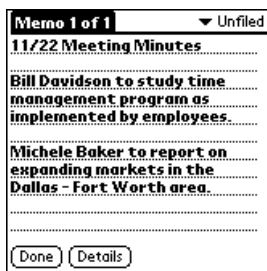 Memo 1 of 1
Unfiled
11/22 Meeting Minutes
Bill Davidson to study time
management program as
implemented by employees.
Michele Baker to report on
expanding markets in the
Dallas - Fort Worth area.
Done Details